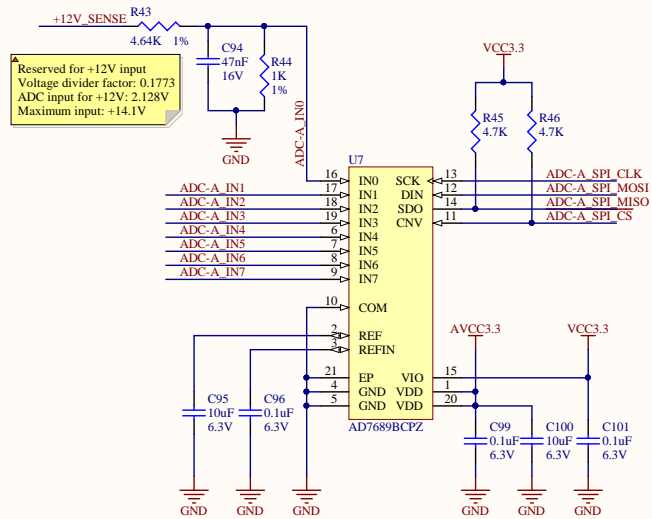 +12V_SENSE
R43
4.64K 1%
Reserved for +12V input
Voltage divider factor: 0.1773
ADC input for +12V: 2.128V
Maximum input: +14.1V
C94
47nF
16V
R44
1K
1%
GND
ADC-A_IN0
VCC3.3
R45
4.7K
R46
4.7K
U7
16 IN0 SCK 13 ADC-A_SPI_CLK
ADC-A_IN1 17 IN1 DIN 12 ADC-A_SPI_MOSI
ADC-A_IN2 18 IN2 SDO 14 ADC-A_SPI_MISO
ADC-A_IN3 19 IN3 CNV 11 ADC-A_SPI_CS
ADC-A_IN4 6 IN4
ADC-A_IN5 7 IN5
ADC-A_IN6 8 IN6
ADC-A_IN7 9 IN7
10 COM
2 REF
3 REFIN
AVCC3.3
VCC3.3
21 EP VIO 15
4 GND VDD 1
5 GND VDD 20
AD7689BCPZ
C95
10uF
6.3V
C96
0.1uF
6.3V
C99
0.1uF
6.3V
C100
10uF
6.3V
C101
0.1uF
6.3V
GND GND GND GND GND GND